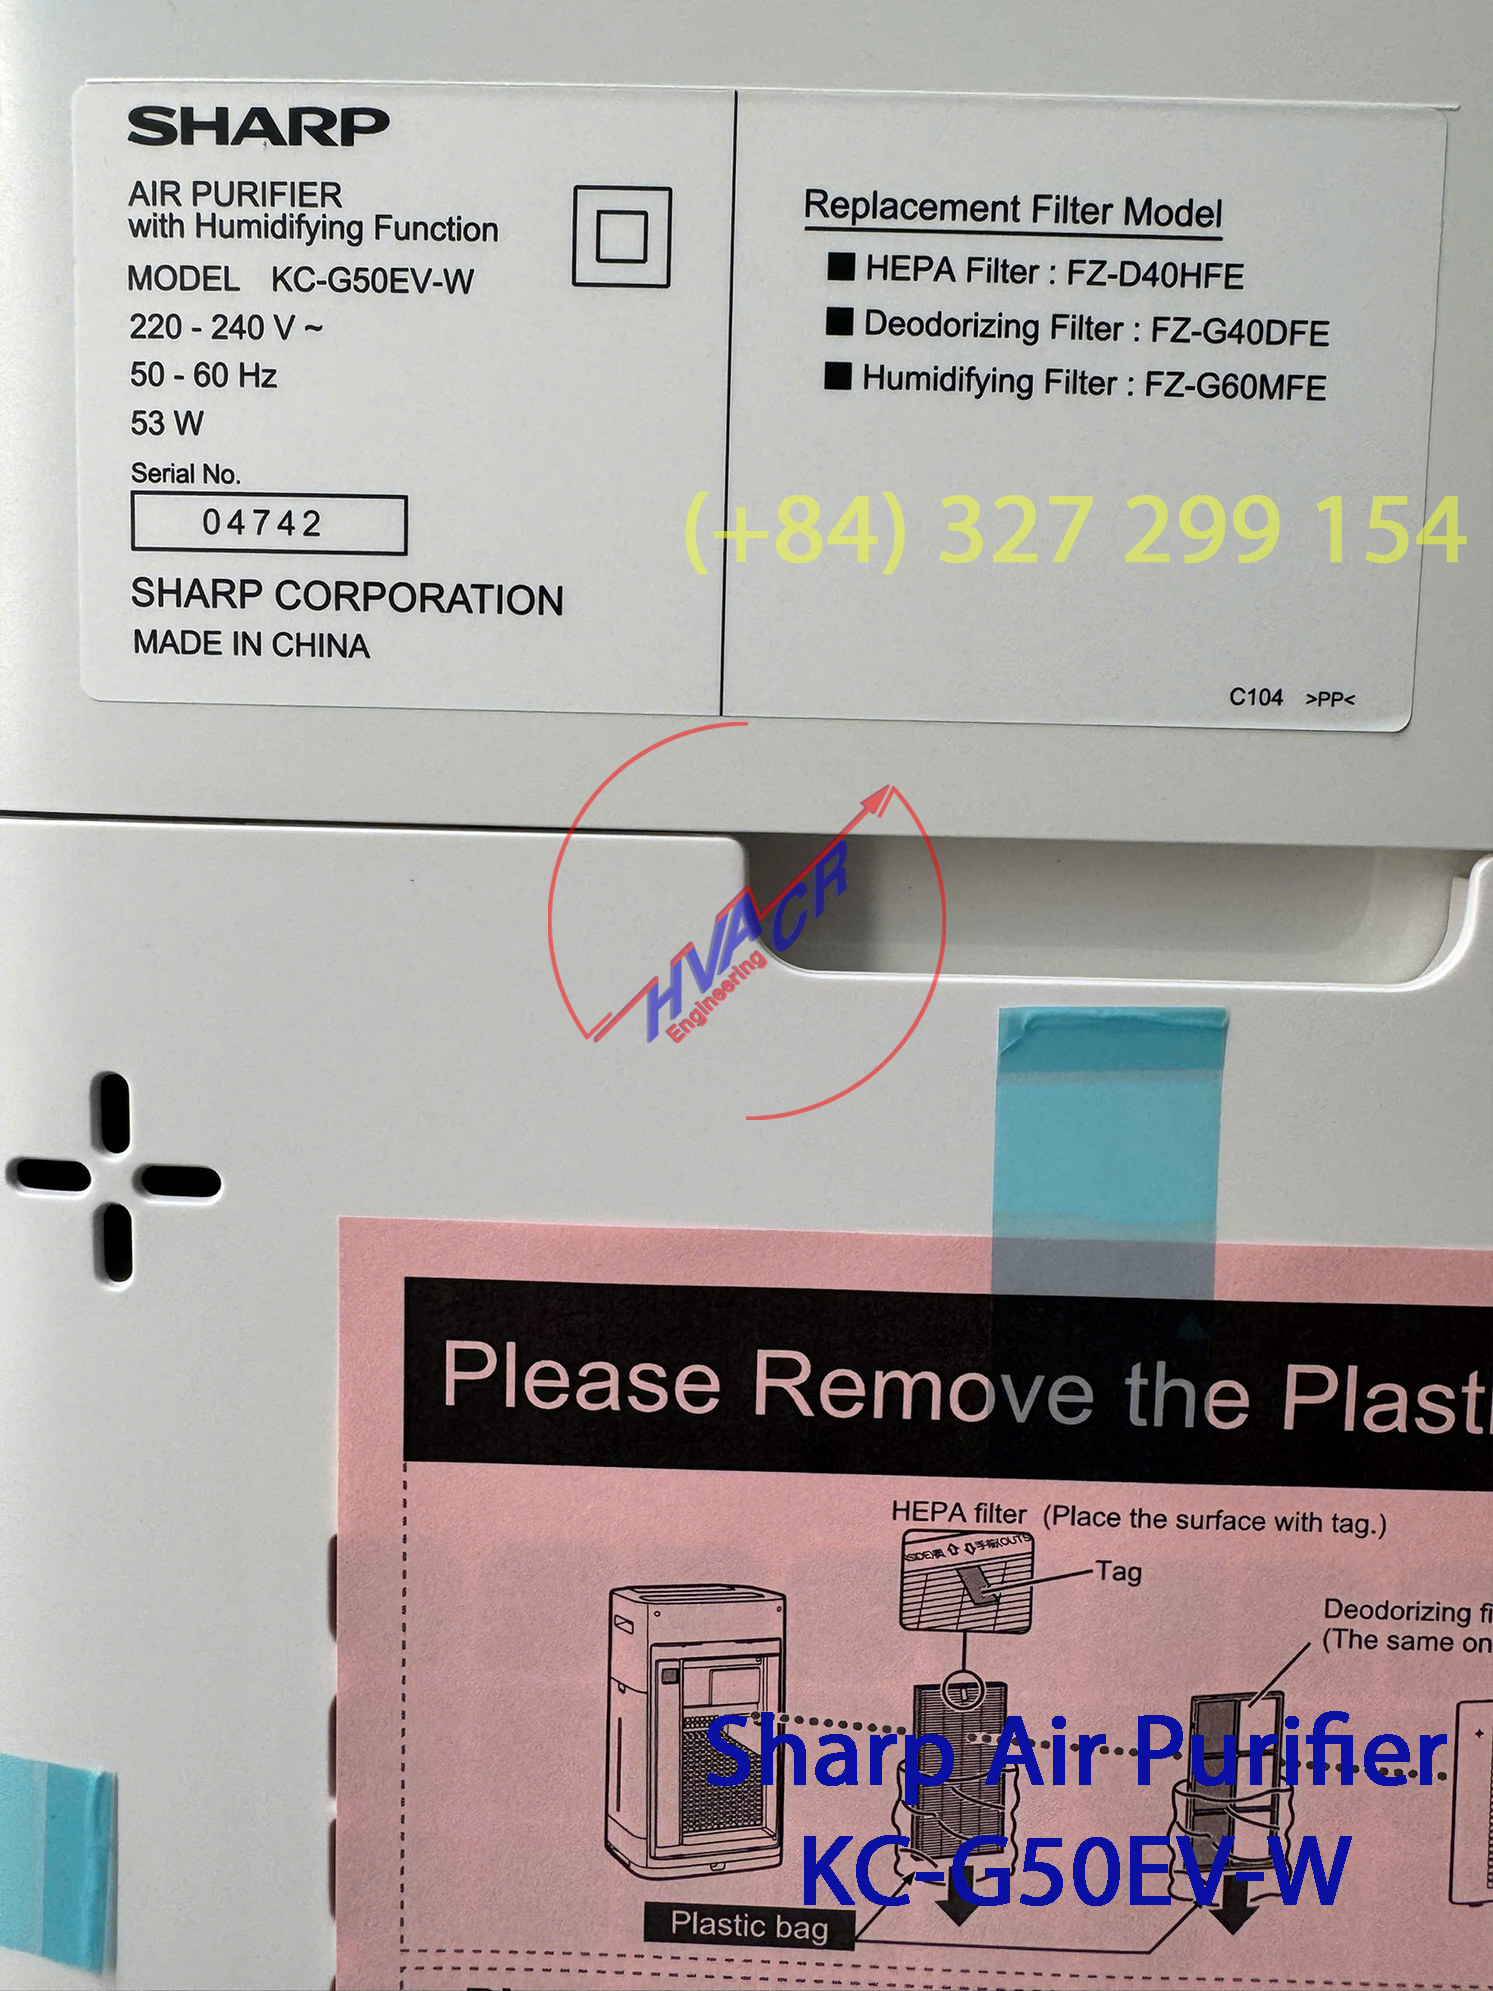 SHARP
AIR PURIFIER
with Humidifying Function
MODEL KC-G50EV-W
220 - 240 V ~
50 - 60 Hz
53 W
Serial No.
04742
SHARP CORPORATION
MADE IN CHINA
Replacement Filter Model
■ HEPA Filter : FZ-D40HFE
■ Deodorizing Filter : FZ-G40DFE
■ Humidifying Filter : FZ-G60MFE
(+84) 327 299 154
C104 >PP<
HVACR
Engineering
Please Remove the Plasti
HEPA filter (Place the surface with tag.)
Tag
Deodorizing fi
(The same on
Sharp Air Purifier
KC-G50EV-W
Plastic bag